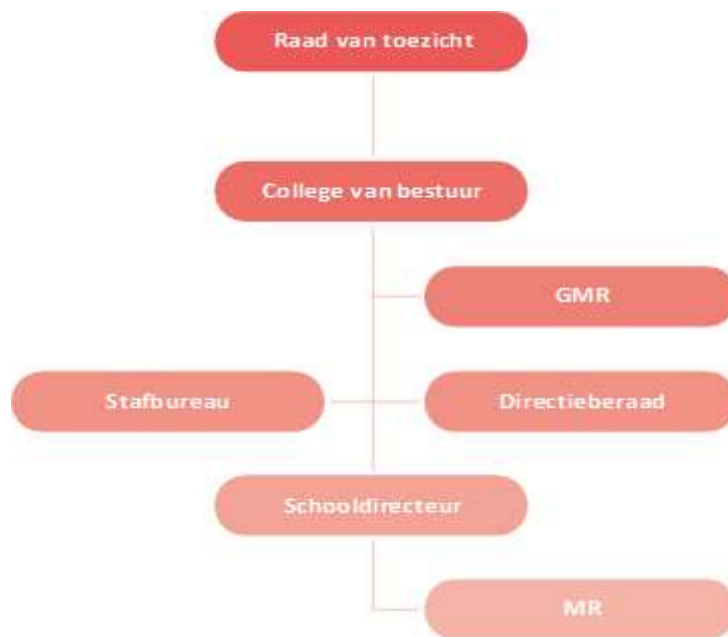 Raad van toezicht
College van bestuur
GMR
Stafbureau
Directieberaad
Schooldirecteur
MR